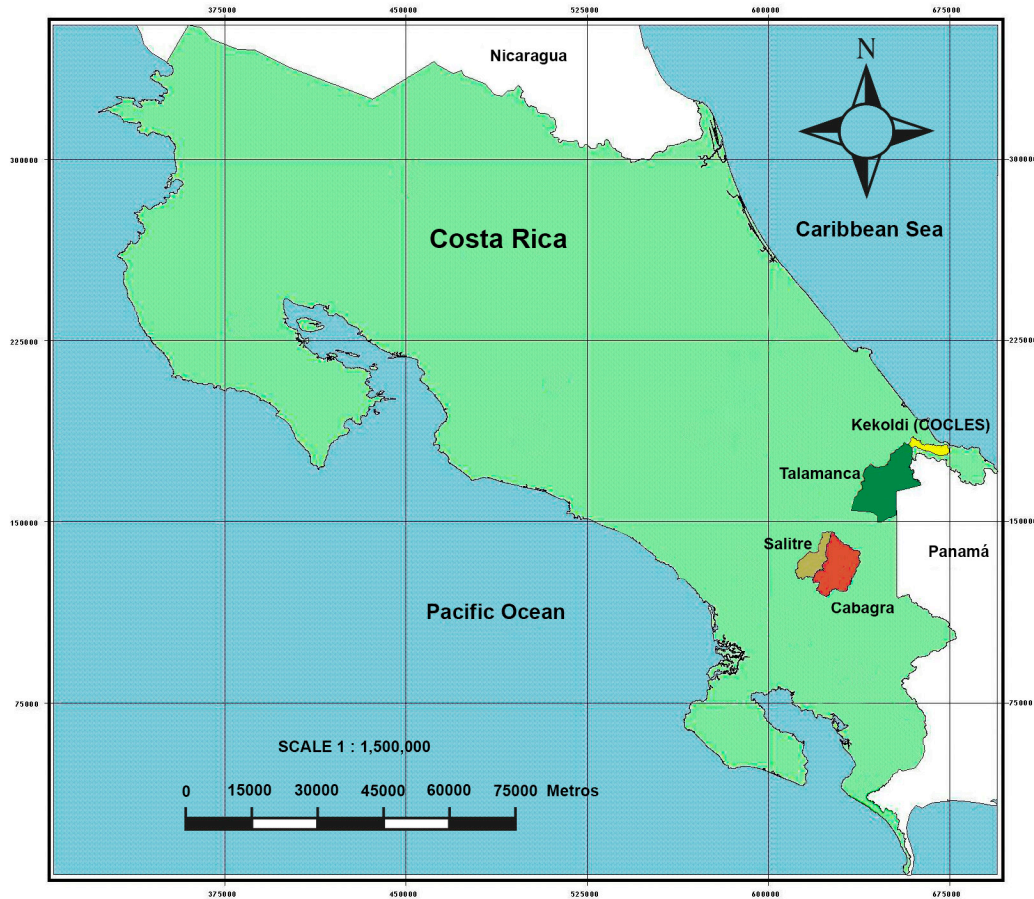 375000 450000 525000 600000 675000
Nicaragua
N
300000 300000
Costa Rica
Caribbean Sea
225000 225000
Kekoldi (COCLES)
Talamanca
150000 150000
Salitre
Panamá
Cabagra
Pacific Ocean
75000 75000
SCALE 1 : 1,500,000
0 15000 30000 45000 60000 75000 Metros
375000 450000 525000 600000 675000